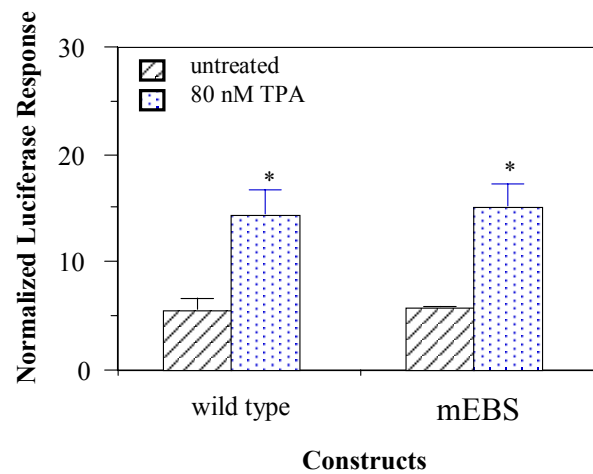 Normalized Luciferase Response
30
20
10
0
untreated
80 nM TPA
*
*
wild type
mEBS
Constructs